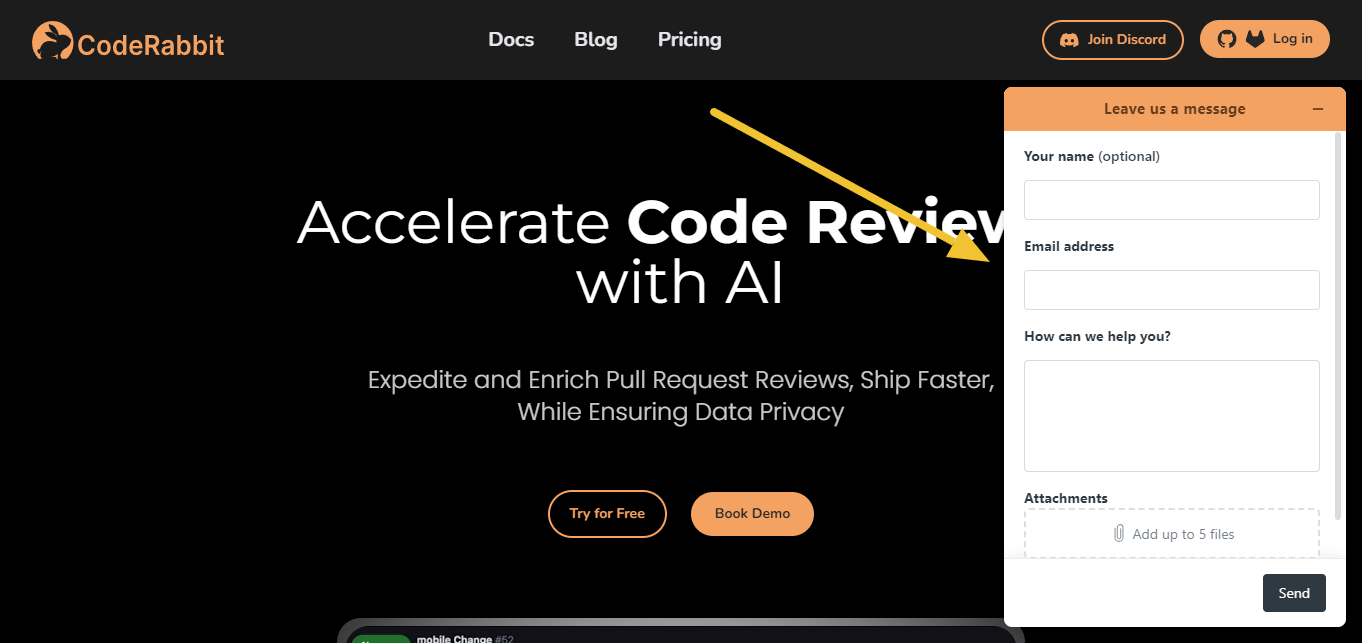 CodeRabbit
Docs Blog Pricing
Join Discord
Log in
Accelerate Code Review
with AI
Expedite and Enrich Pull Request Reviews, Ship Faster,
While Ensuring Data Privacy
Try for Free
Book Demo
mobile Change #52
Leave us a message
Your name (optional)
Email address
How can we help you?
Attachments
Add up to 5 files
Send